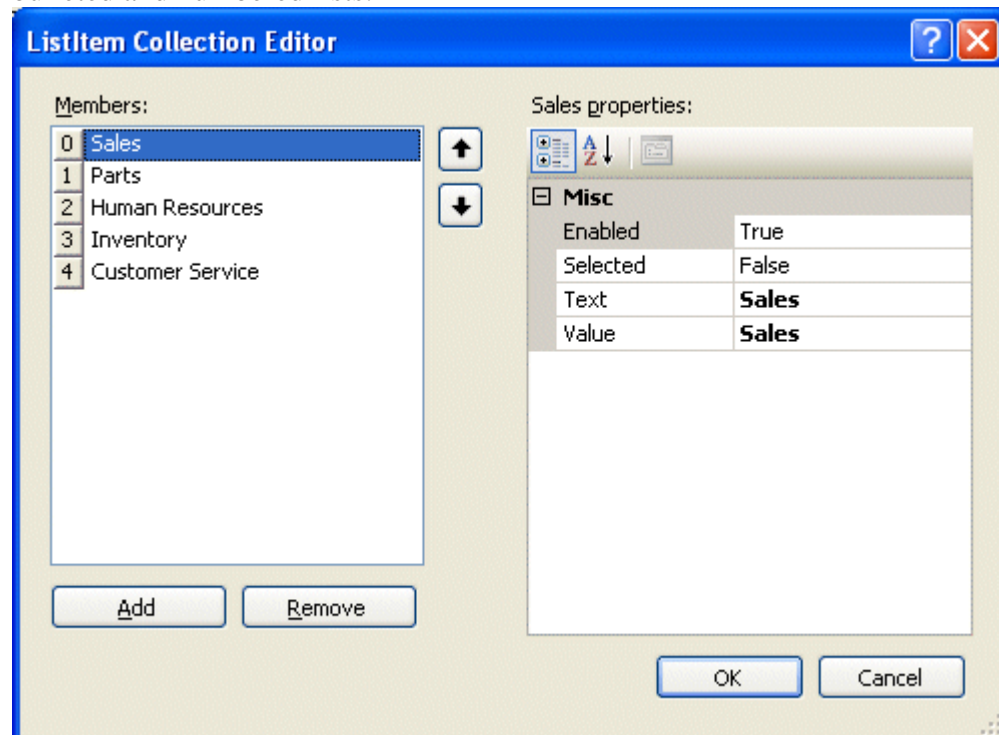 ListItem Collection Editor
Members:
0 Sales
1 Parts
2 Human Resources
3 Inventory
4 Customer Service
Add Remove
Sales properties:
Misc
Enabled True
Selected False
Text Sales
Value Sales
OK Cancel